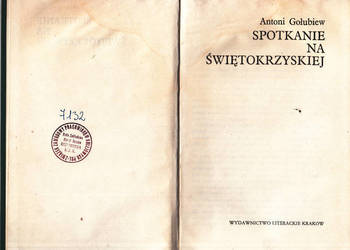 7132
Antoni Gołubiew
SPOTKANIE
NA
ŚWIĘTOKRZYSKIEJ
WYDAWNICTWO LITERACKIE KRAKÓW